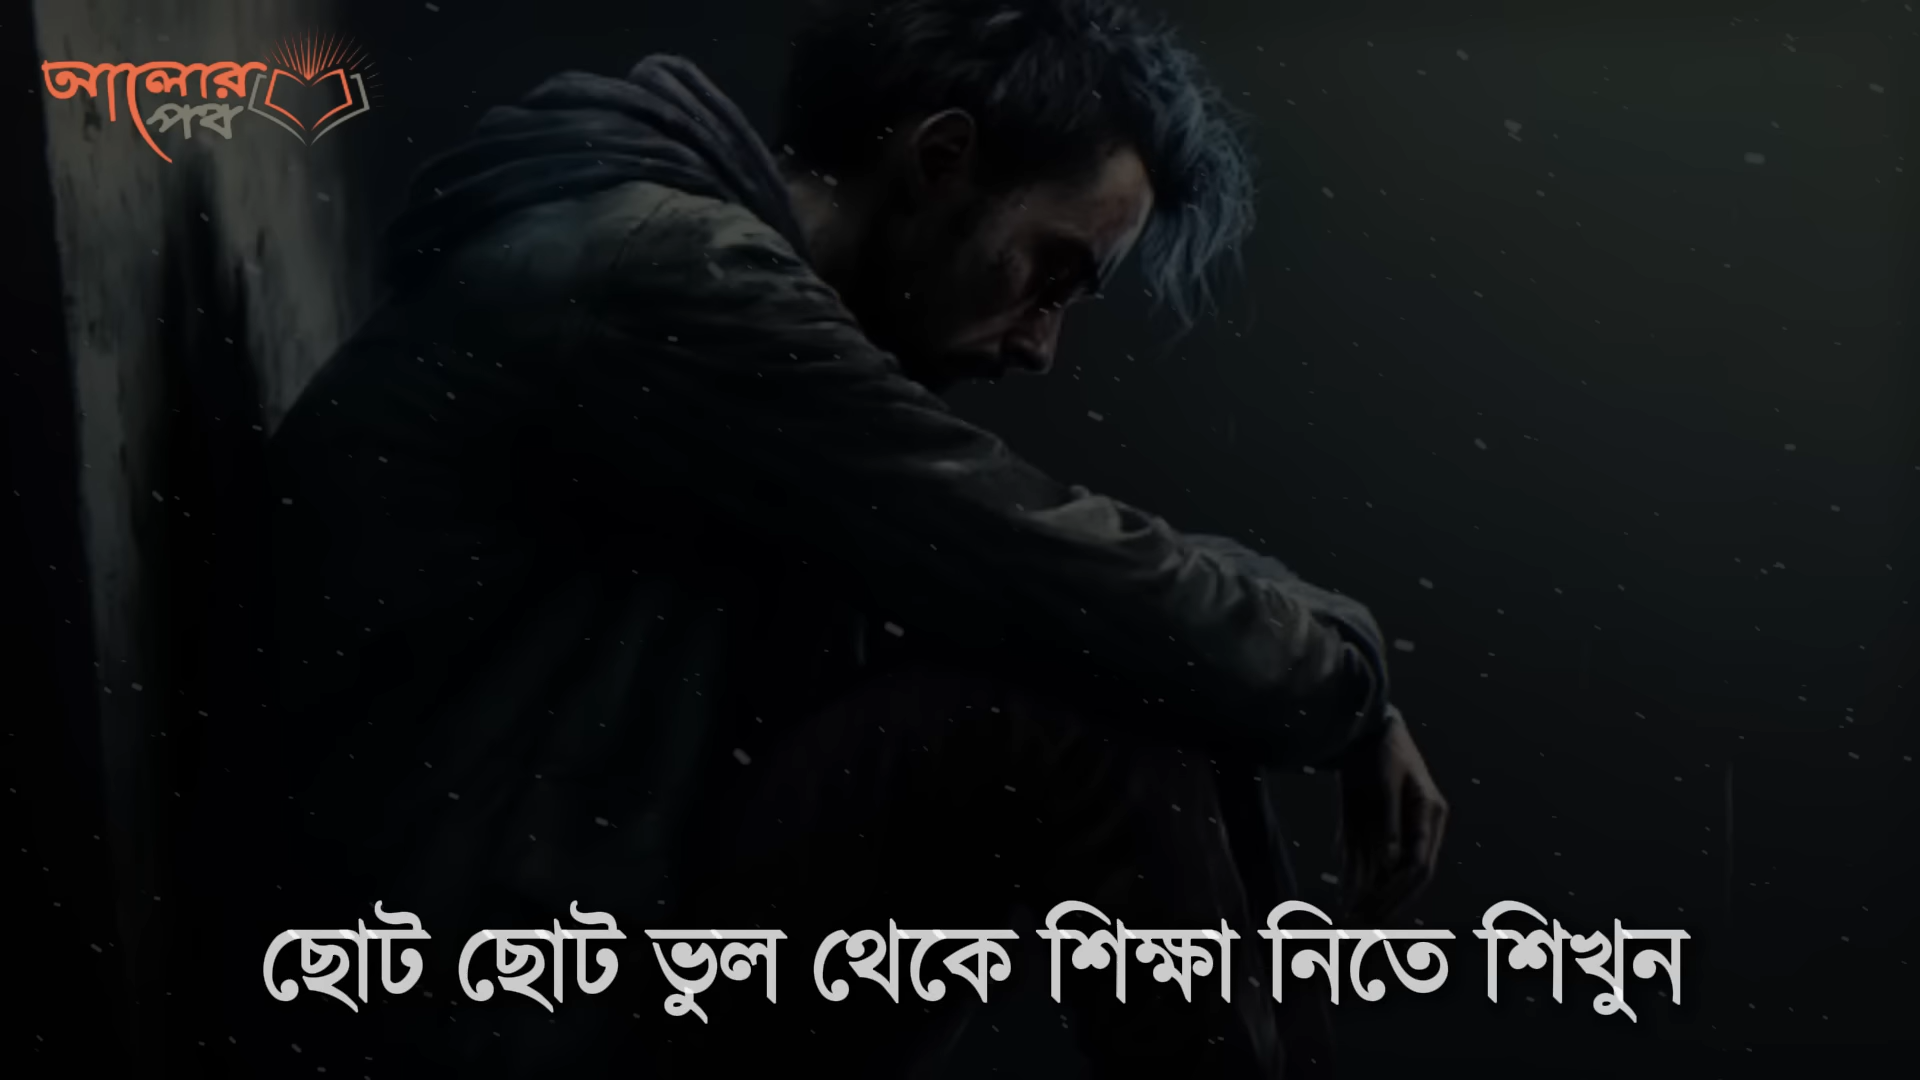 আলোর
পথ
ছোট ছোট ভুল থেকে শিক্ষা নিতে শিখুন